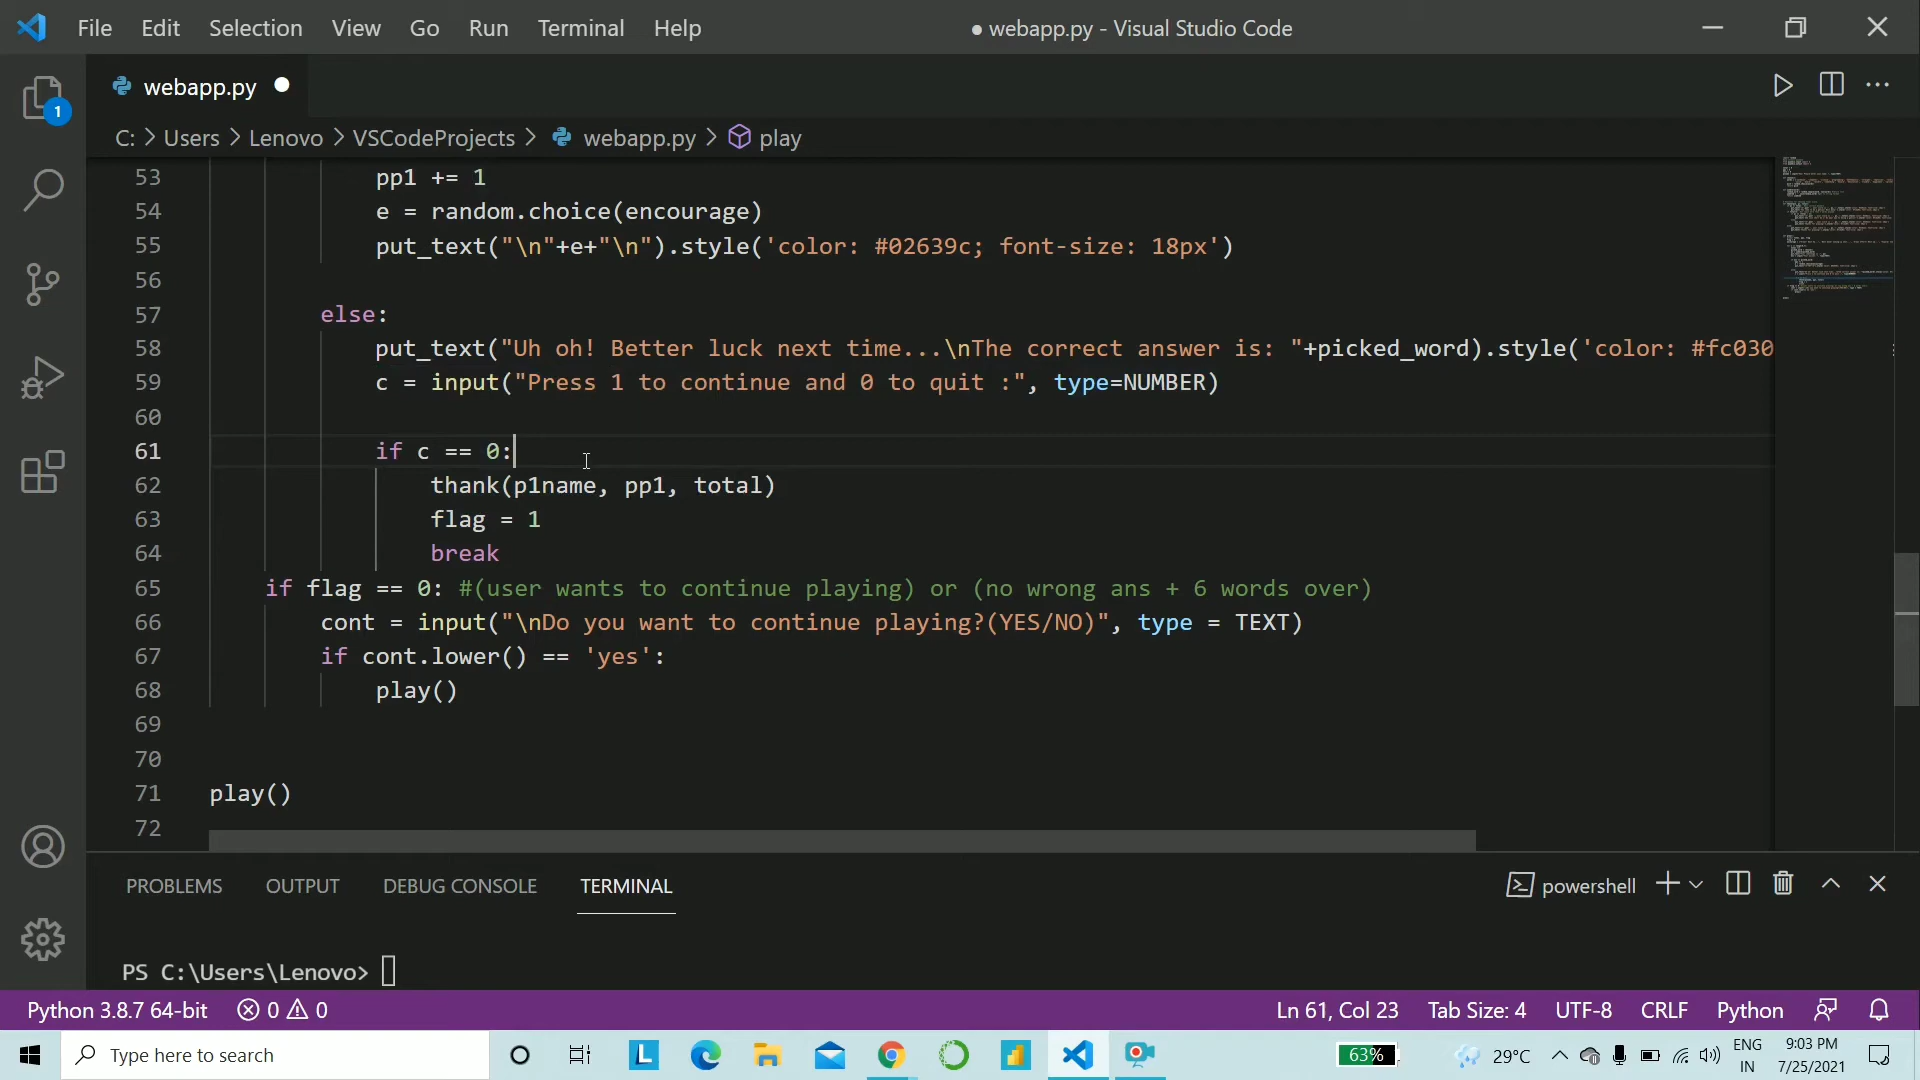 File Edit Selection View Go Run Terminal Help
● webapp.py - Visual Studio Code
webapp.py ●
1
C: > Users > Lenovo > VSCodeProjects > webapp.py > play
53 pp1 += 1
54 e = random.choice(encourage)
55 put_text("\n"+e+"\n").style('color: #02639c; font-size: 18px')
56
57 else:
58 put_text("Uh oh! Better luck next time...\nThe correct answer is: "+picked_word).style('color: #fc030
59 c = input("Press 1 to continue and 0 to quit :", type=NUMBER)
60
61 if c == 0:
62 thank(p1name, pp1, total)
63 flag = 1
64 break
65 if flag == 0: #(user wants to continue playing) or (no wrong ans + 6 words over)
66 cont = input("\nDo you want to continue playing?(YES/NO)", type = TEXT)
67 if cont.lower() == 'yes':
68 play()
69
70
71 play()
72
PROBLEMS OUTPUT DEBUG CONSOLE TERMINAL
powershell
PS C:\Users\Lenovo>
Python 3.8.7 64-bit 0 0
Ln 61, Col 23 Tab Size: 4 UTF-8 CRLF Python
Type here to search
L
63%
29°C
ENG
IN
9:03 PM
7/25/2021